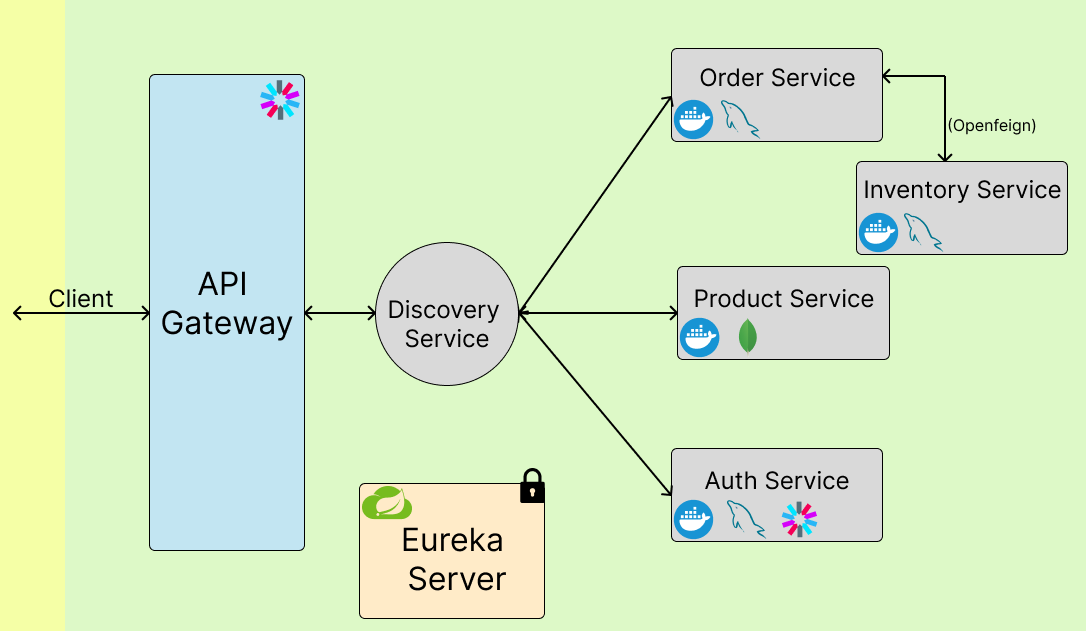 Client
API
Gateway
Discovery
Service
Order Service
(Openfeign)
Inventory Service
Product Service
Auth Service
Eureka
Server